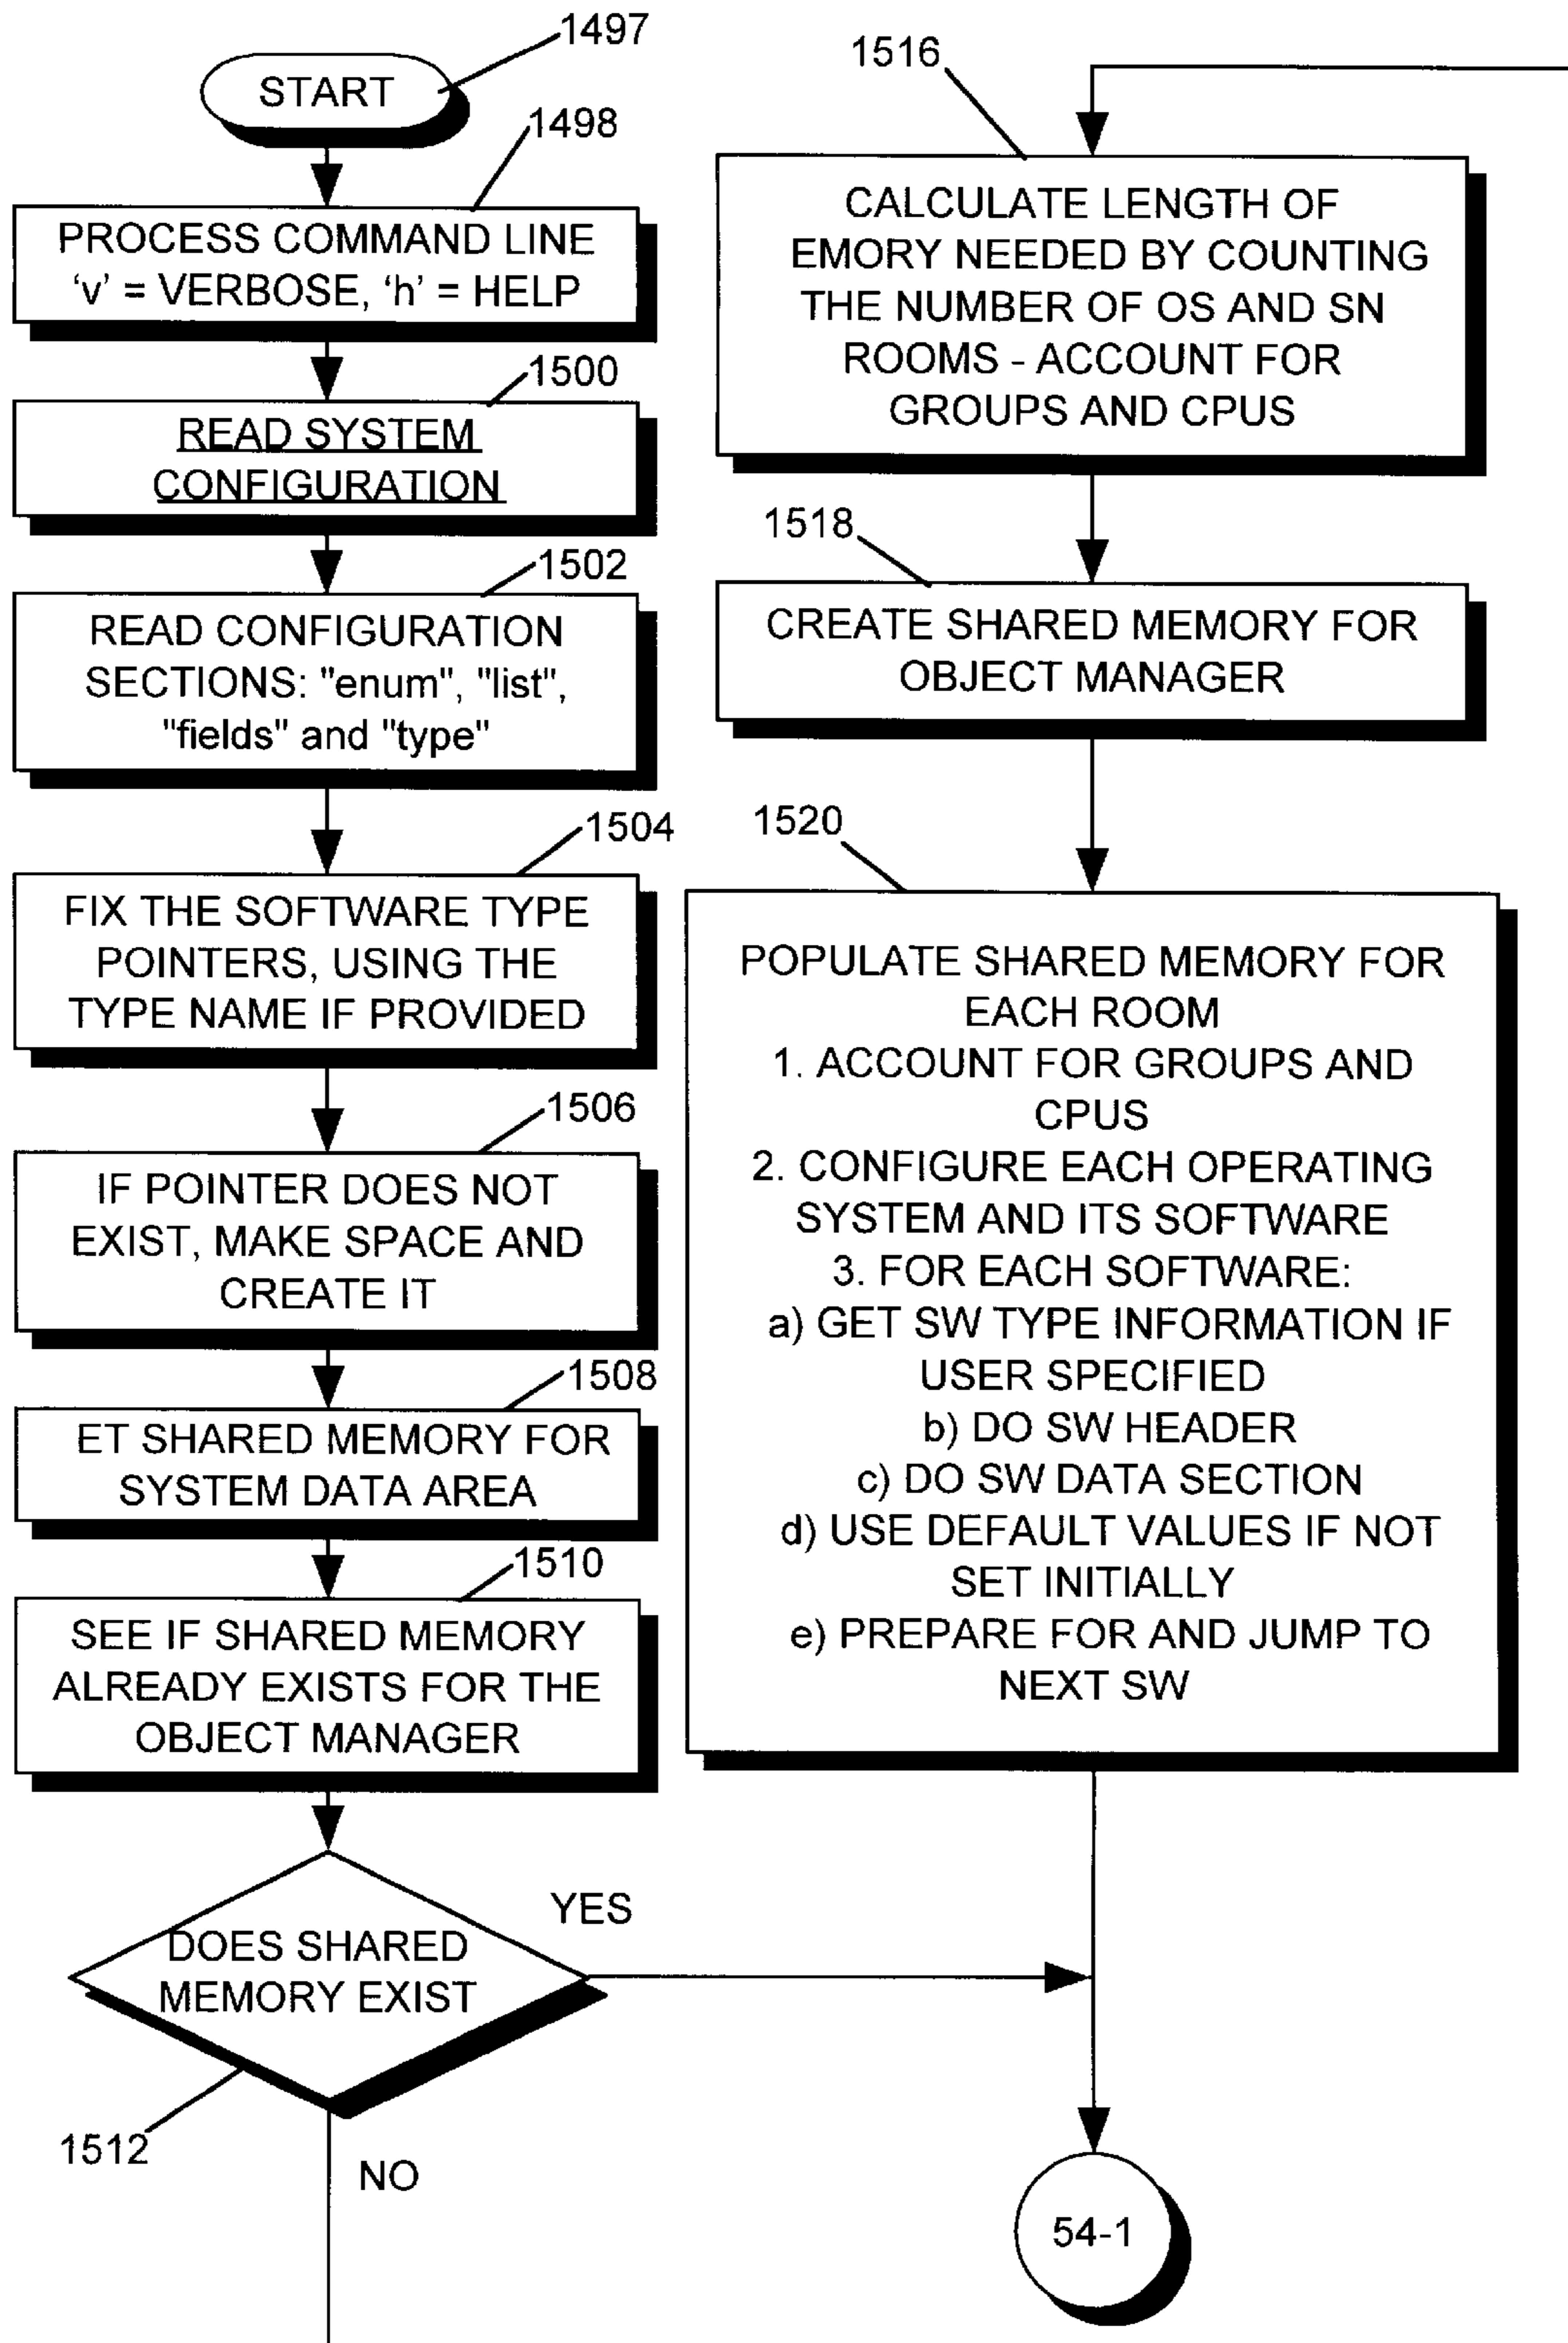 1497
START
1498
PROCESS COMMAND LINE
‘v’ = VERBOSE, ‘h’ = HELP
1500
READ SYSTEM
CONFIGURATION
1502
READ CONFIGURATION
SECTIONS: "enum", "list",
"fields" and "type"
1504
FIX THE SOFTWARE TYPE
POINTERS, USING THE
TYPE NAME IF PROVIDED
1506
IF POINTER DOES NOT
EXIST, MAKE SPACE AND
CREATE IT
1508
ET SHARED MEMORY FOR
SYSTEM DATA AREA
1510
SEE IF SHARED MEMORY
ALREADY EXISTS FOR THE
OBJECT MANAGER
DOES SHARED
MEMORY EXIST
YES
1512
NO
1516
CALCULATE LENGTH OF
EMORY NEEDED BY COUNTING
THE NUMBER OF OS AND SN
ROOMS - ACCOUNT FOR
GROUPS AND CPUS
1518
CREATE SHARED MEMORY FOR
OBJECT MANAGER
1520
POPULATE SHARED MEMORY FOR
EACH ROOM
1. ACCOUNT FOR GROUPS AND
CPUS
2. CONFIGURE EACH OPERATING
SYSTEM AND ITS SOFTWARE
3. FOR EACH SOFTWARE:
a) GET SW TYPE INFORMATION IF
USER SPECIFIED
b) DO SW HEADER
c) DO SW DATA SECTION
d) USE DEFAULT VALUES IF NOT
SET INITIALLY
e) PREPARE FOR AND JUMP TO
NEXT SW
54-1